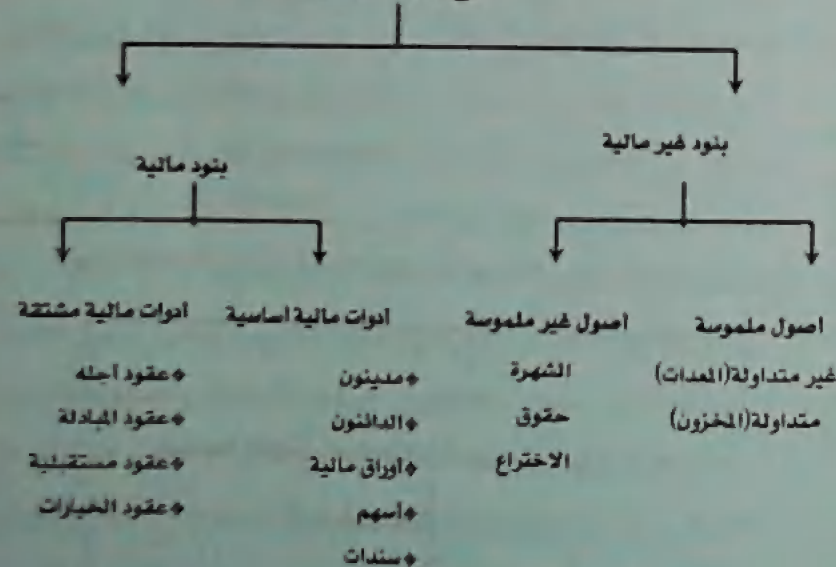 بنود غير مالية
بنود مالية
أصول ملموسة
غير متداولة(المعدات)
متداولة(المخزون)
أصول غير ملموسة
الشهرة
حقوق
الاختراع
أدوات مالية أساسية
❖مدينون
❖الدائنون
❖أوراق مالية
❖أسهم
❖سندات
أدوات مالية مشتقة
❖عقود آجله
❖عقود المبادلة
❖عقود مستقبلية
❖عقود الخيارات